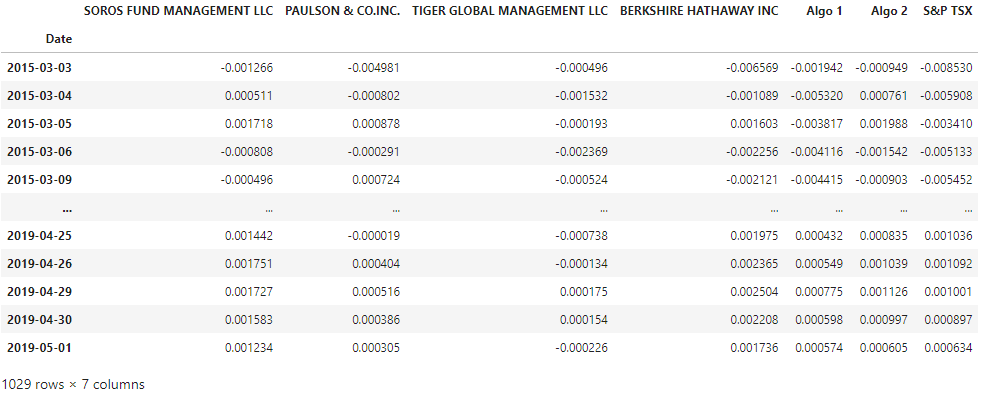 SOROS FUND MANAGEMENT LLC PAULSON & CO.INC. TIGER GLOBAL MANAGEMENT LLC BERKSHIRE HATHAWAY INC Algo 1 Algo 2 S&P TSX
Date
2015-03-03 -0.001266 -0.004981 -0.000496 -0.006569 -0.001942 -0.000949 -0.008530
2015-03-04 0.000511 -0.000802 -0.001532 -0.001089 -0.005320 0.000761 -0.005908
2015-03-05 0.001718 0.000878 -0.000193 0.001603 -0.003817 0.001988 -0.003410
2015-03-06 -0.000808 -0.000291 -0.002369 -0.002256 -0.004116 -0.001542 -0.005133
2015-03-09 -0.000496 0.000724 -0.000524 -0.002121 -0.004415 -0.000903 -0.005452
... ... ... ... ... ... ... ...
2019-04-25 0.001442 -0.000019 -0.000738 0.001975 0.000432 0.000835 0.001036
2019-04-26 0.001751 0.000404 -0.000134 0.002365 0.000549 0.001039 0.001092
2019-04-29 0.001727 0.000516 0.000175 0.002504 0.000775 0.001126 0.001001
2019-04-30 0.001583 0.000386 0.000154 0.002208 0.000598 0.000997 0.000897
2019-05-01 0.001234 0.000305 -0.000226 0.001736 0.000574 0.000605 0.000634
1029 rows × 7 columns